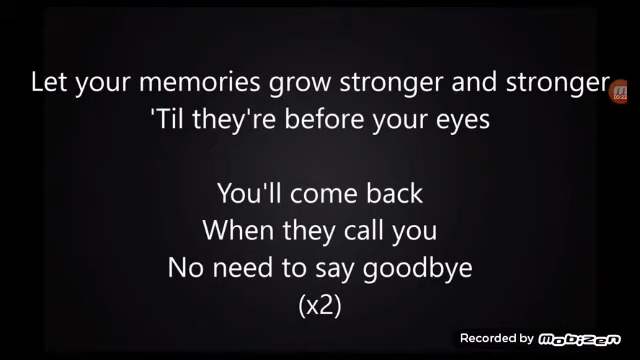 Let your memories grow stronger and stronger
'Til they're before your eyes
You'll come back
When they call you
No need to say goodbye
(x2)
Recorded by mobizen